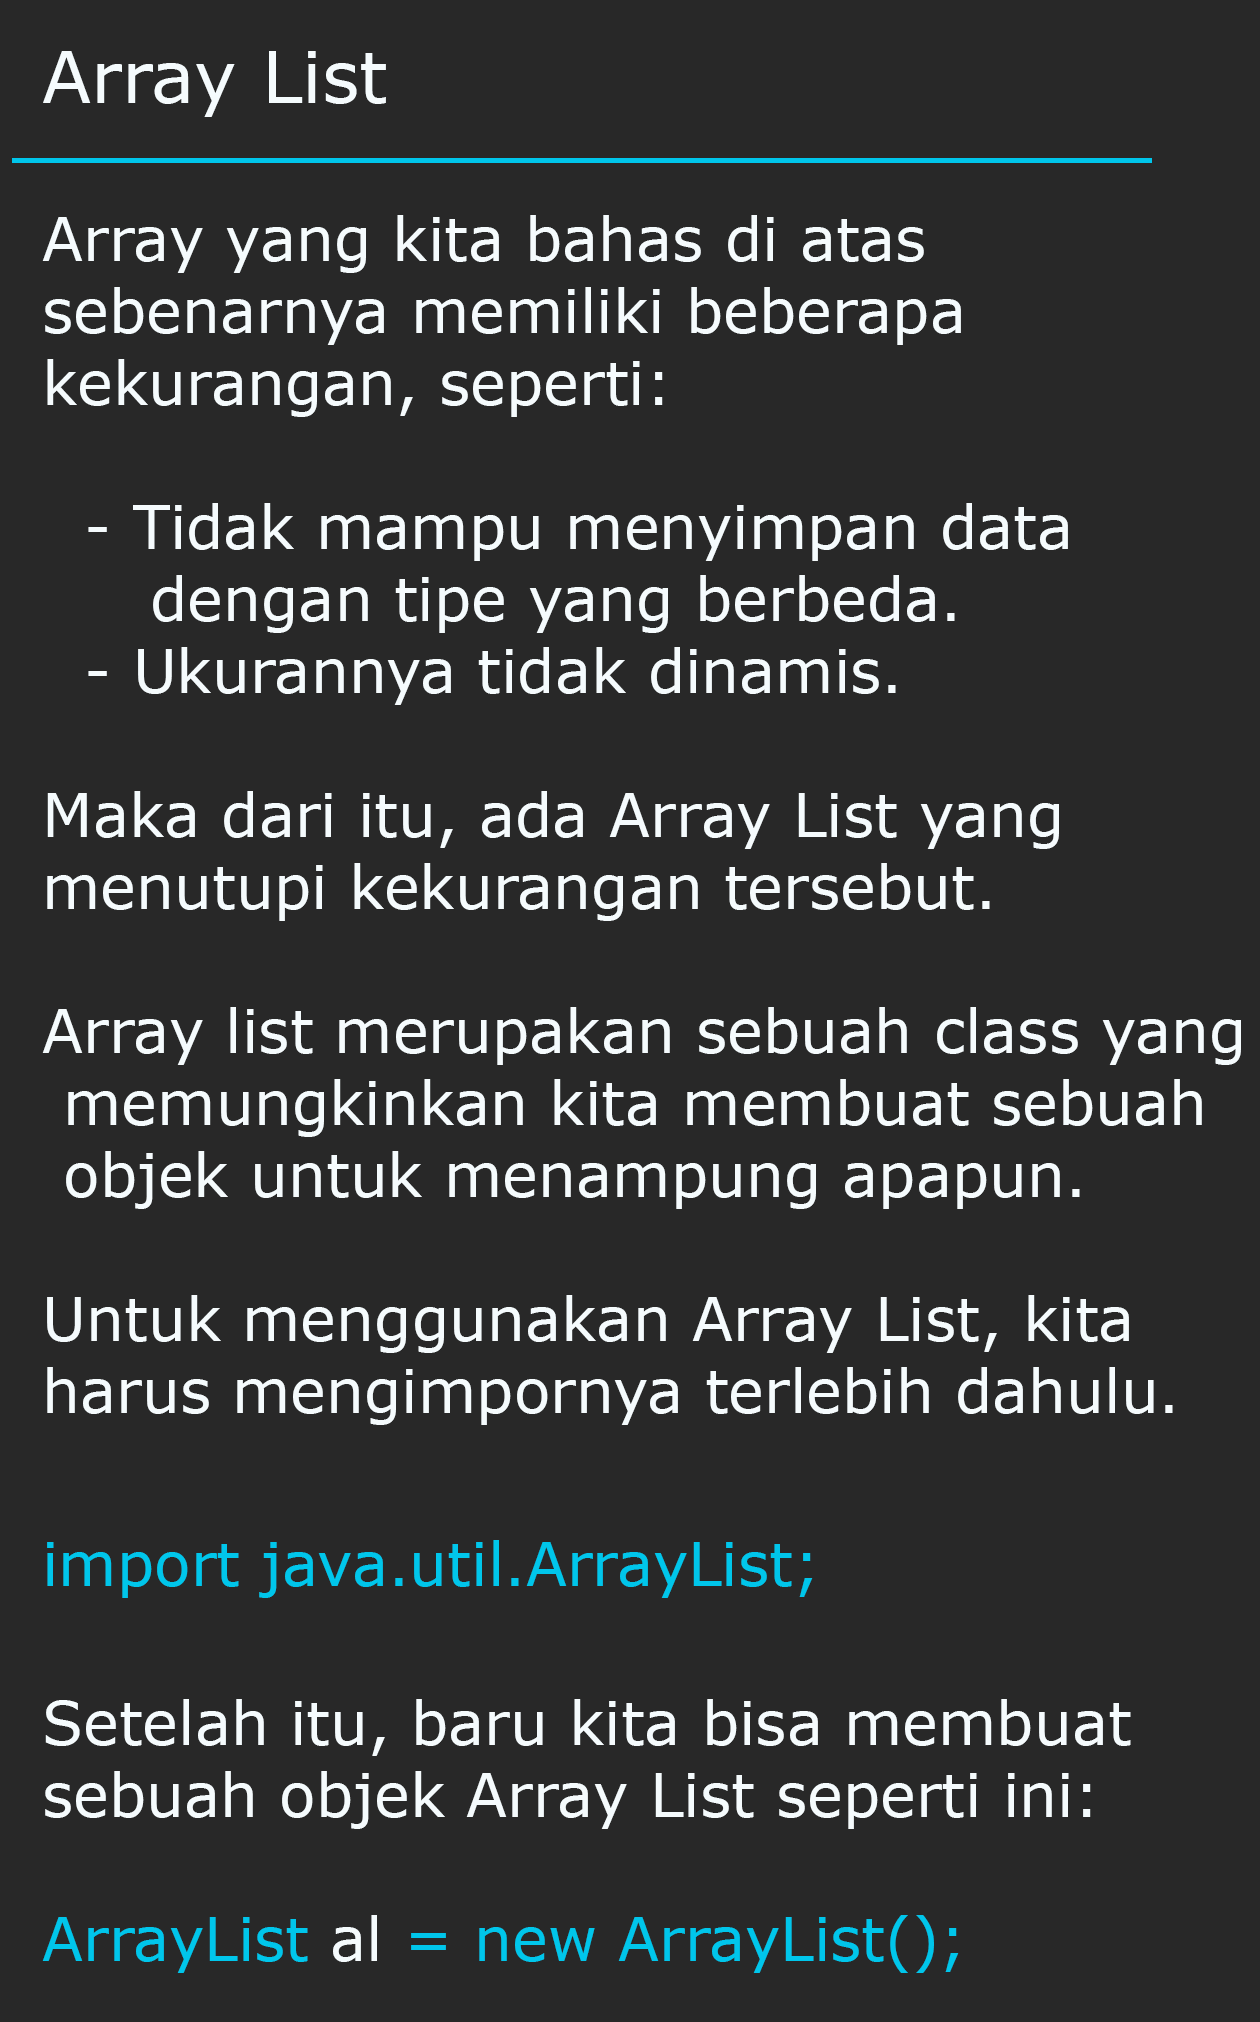 Array List
Array yang kita bahas di atas
sebenarnya memiliki beberapa
kekurangan, seperti:
- Tidak mampu menyimpan data
dengan tipe yang berbeda.
- Ukurannya tidak dinamis.
Maka dari itu, ada Array List yang
menutupi kekurangan tersebut.
Array list merupakan sebuah class yang
memungkinkan kita membuat sebuah
objek untuk menampung apapun.
Untuk menggunakan Array List, kita
harus mengimpornya terlebih dahulu.
import java.util.ArrayList;
Setelah itu, baru kita bisa membuat
sebuah objek Array List seperti ini:
ArrayList al = new ArrayList();